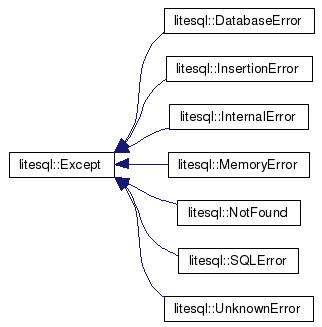 litesql::DatabaseError
litesql::InsertionError
litesql::InternalError
litesql::Except
litesql::MemoryError
litesql::NotFound
litesql::SQLError
litesql::UnknownError